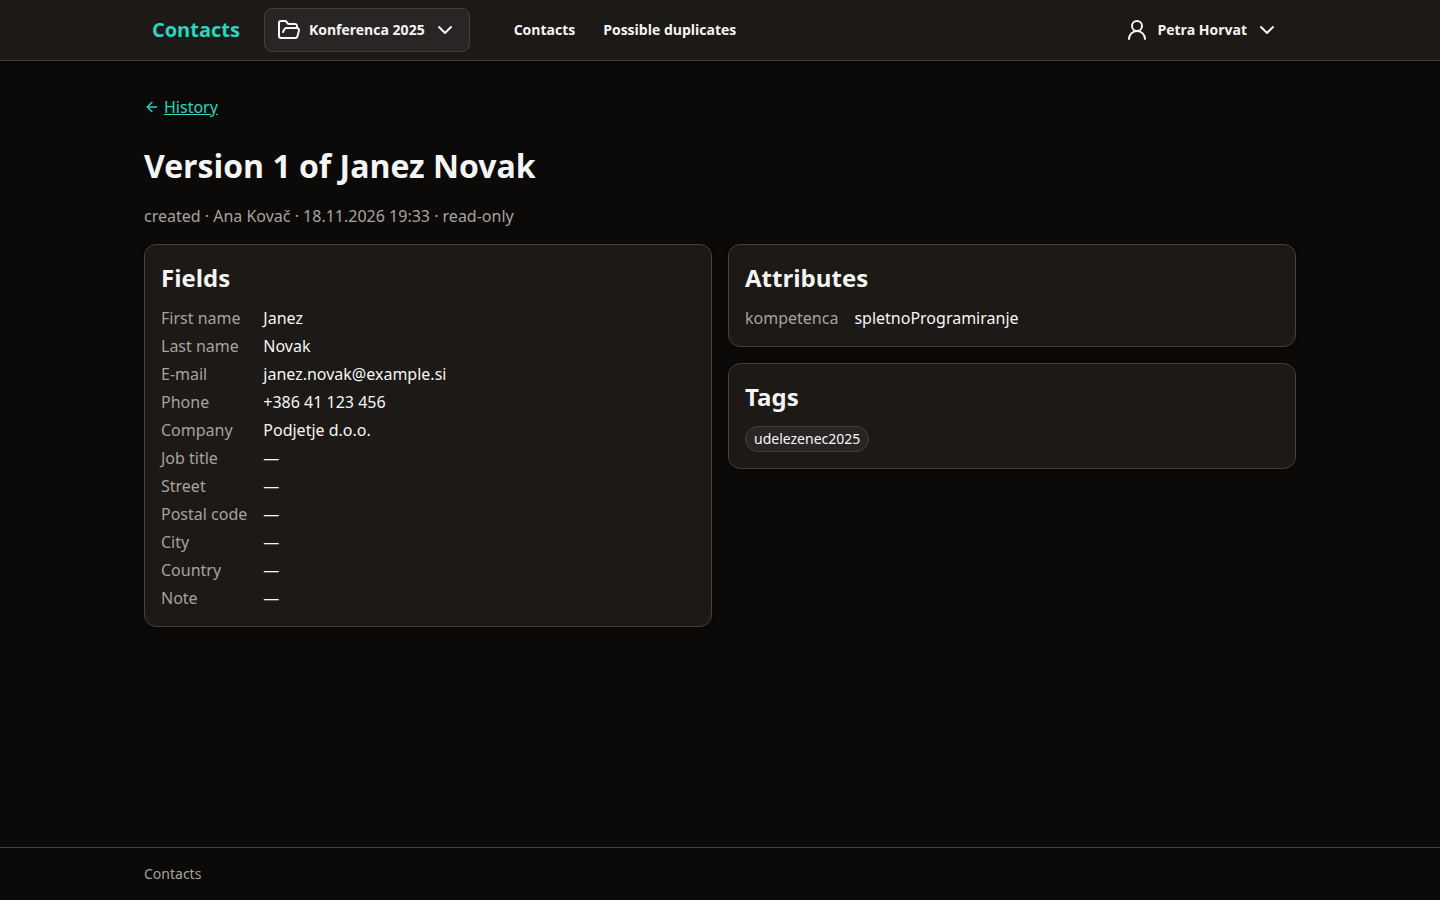 Contacts
Konferenca 2025
Contacts
Possible duplicates
Petra Horvat
← History
Version 1 of Janez Novak
created · Ana Kovač · 18.11.2026 19:33 · read-only
Fields
First name Janez
Last name Novak
E-mail janez.novak@example.si
Phone +386 41 123 456
Company Podjetje d.o.o.
Job title —
Street —
Postal code —
City —
Country —
Note —
Attributes
kompetenca spletnoProgramiranje
Tags
udelezenec2025
Contacts